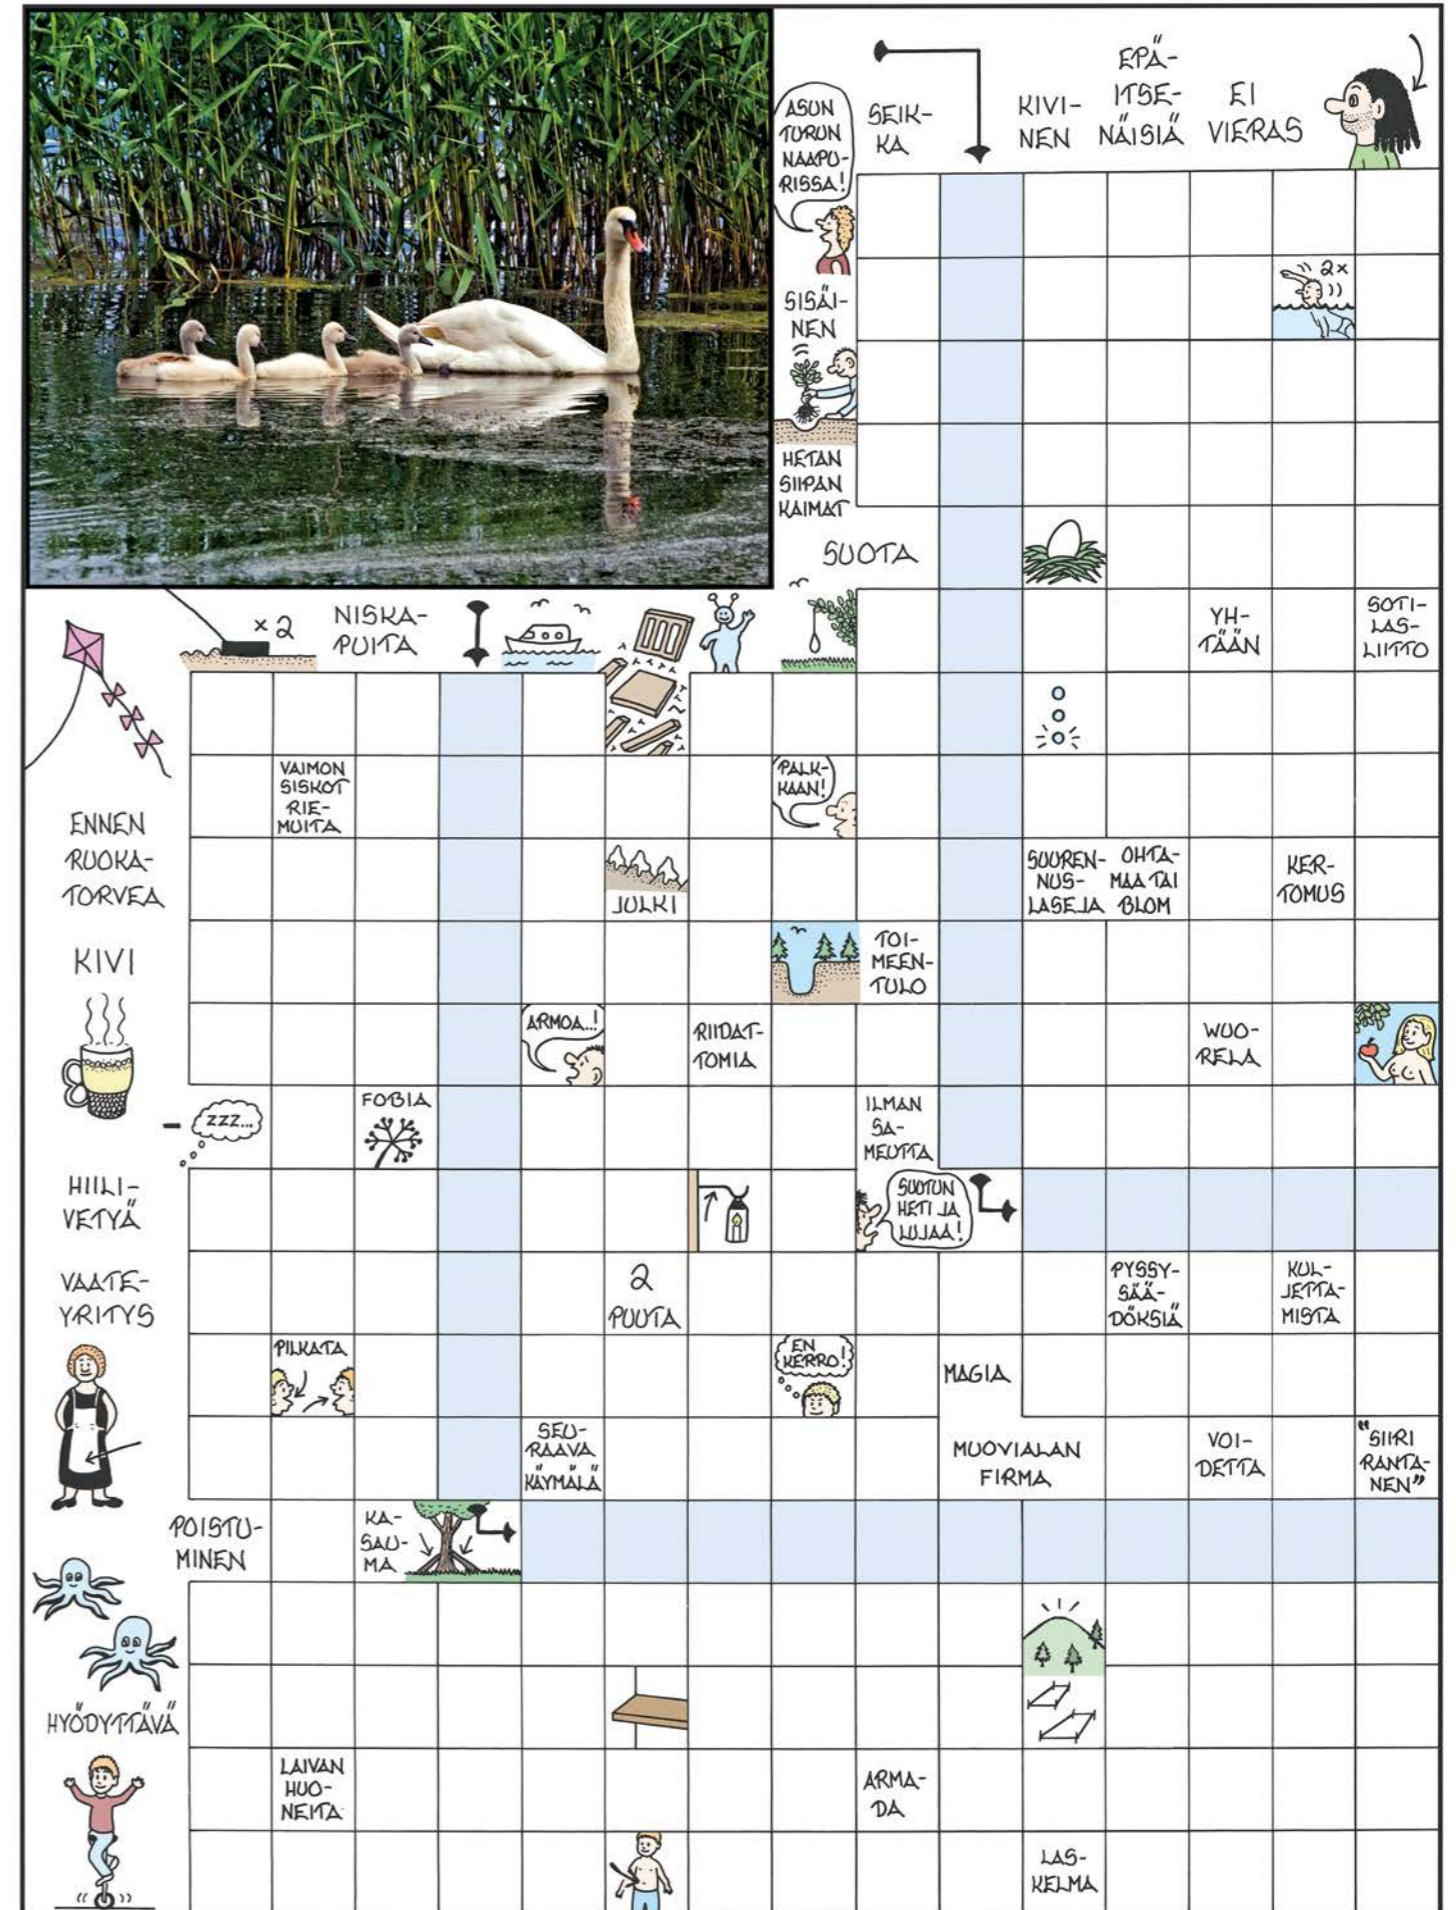 ASUN
TURUN
NAAPU-
RISSA!
SEIK-
KA
KIVI-
NEN
EPÄ-
ITSE-
NÄISIÄ
EI
VIERAS
SISÄI-
NEN
2x
HETAN
SIIPAN
KAIMAT
SUOTA
x 2
NISKA-
PUITA
YH-
TÄÄN
SOTI-
LAS-
LIITTO
VAIMON
SISKOT
RIE-
MUITA
PALK-
KAAN!
ENNEN
RUOKA-
TORVEA
JULKI
SUUREN-
NUS-
LASEJA
OHTA-
MAA TAI
BLOM
KER-
TOMUS
KIVI
TOI-
MEEN-
TULO
ARMOA..!
RIIDAT-
TOMIA
WUO-
RELA
- ZZZ...
FOBIA
ILMAN
SA-
MEUTTA
HIILI-
VETYÄ
SUOTUN
HETI JA
LUJAA!
VAATE-
YRITYS
2
PUUTA
PYSSY-
SÄÄ-
DÖKSIÄ
KUL-
JETTA-
MISTA
PILKATA
EN
KERRO!
MAGIA
SEU-
RAAVA
KÄYMÄLÄ
MUOVIALAN
FIRMA
VOI-
DETTA
"SIIRI
RANTA-
NEN"
POISTU-
MINEN
KA-
SAU-
MA
HYÖDYTTÄVÄ
LAIVAN
HUO-
NEITA
ARMA-
DA
LAS-
KELMA